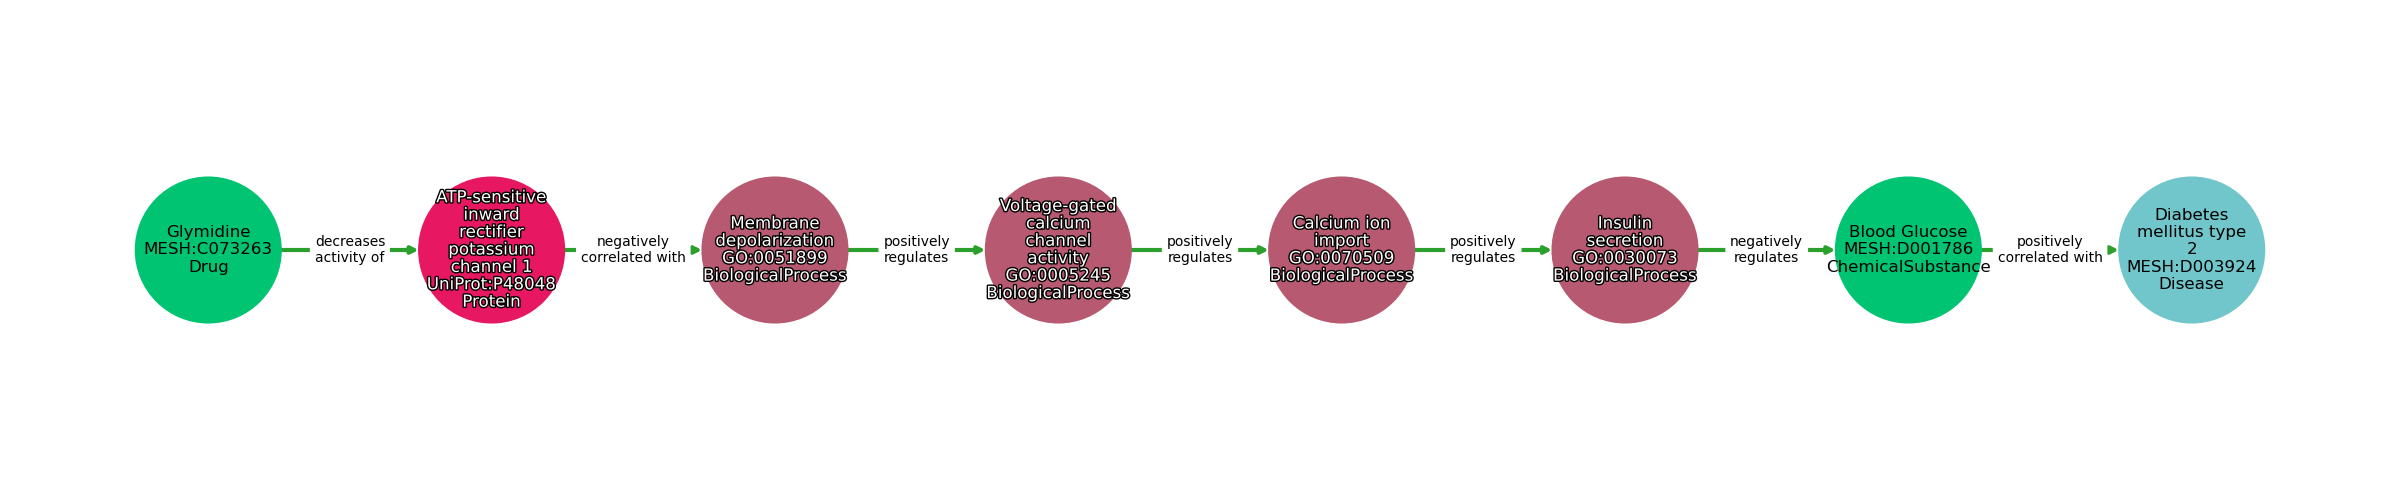 Glymidine
MESH:C073263
Drug
decreases
activity of
ATP-sensitive
inward
rectifier
potassium
channel 1
UniProt:P48048
Protein
negatively
correlated with
Membrane
depolarization
GO:0051899
BiologicalProcess
positively
regulates
Voltage-gated
calcium
channel
activity
GO:0005245
BiologicalProcess
positively
regulates
Calcium ion
import
GO:0070509
BiologicalProcess
positively
regulates
Insulin
secretion
GO:0030073
BiologicalProcess
negatively
regulates
Blood Glucose
MESH:D001786
ChemicalSubstance
positively
correlated with
Diabetes
mellitus type
2
MESH:D003924
Disease